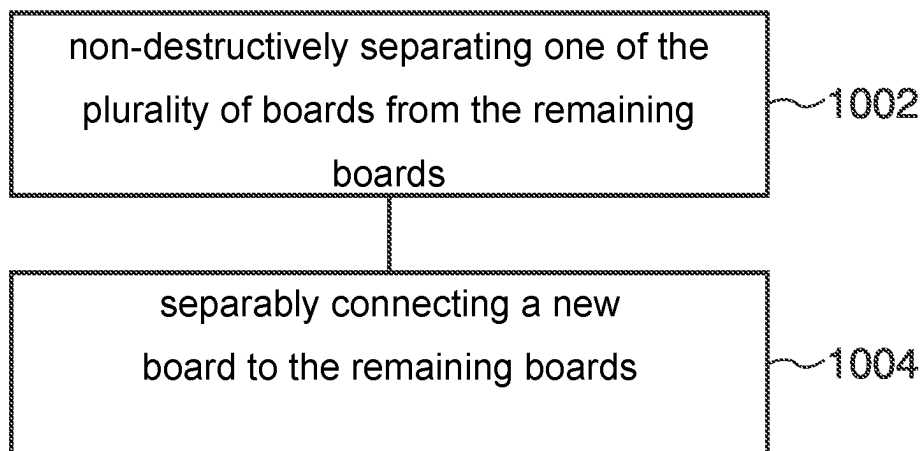 non-destructively separating one of the
plurality of boards from the remaining
boards
1002
separably connecting a new
board to the remaining boards
1004